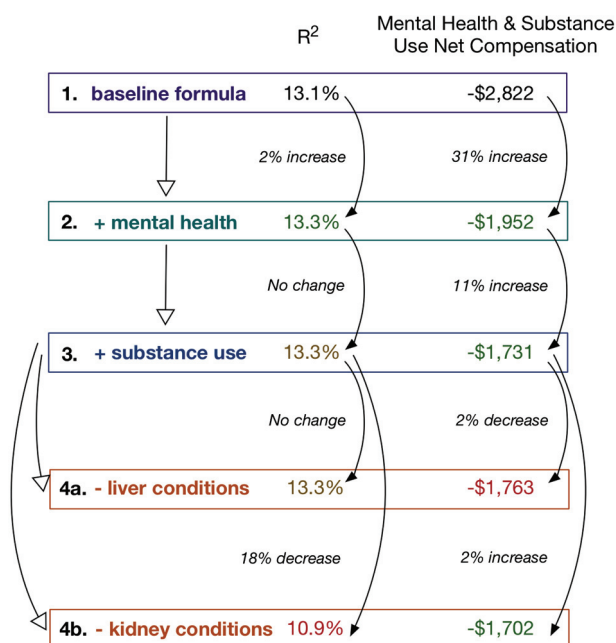 R2
Mental Health & Substance
Use Net Compensation
1. baseline formula 13.1% -$2,822
2% increase 31% increase
2. + mental health 13.3% -$1,952
No change 11% increase
3. + substance use 13.3% -$1,731
No change 2% decrease
4a. - liver conditions 13.3% -$1,763
18% decrease 2% increase
4b. - kidney conditions 10.9% -$1,702